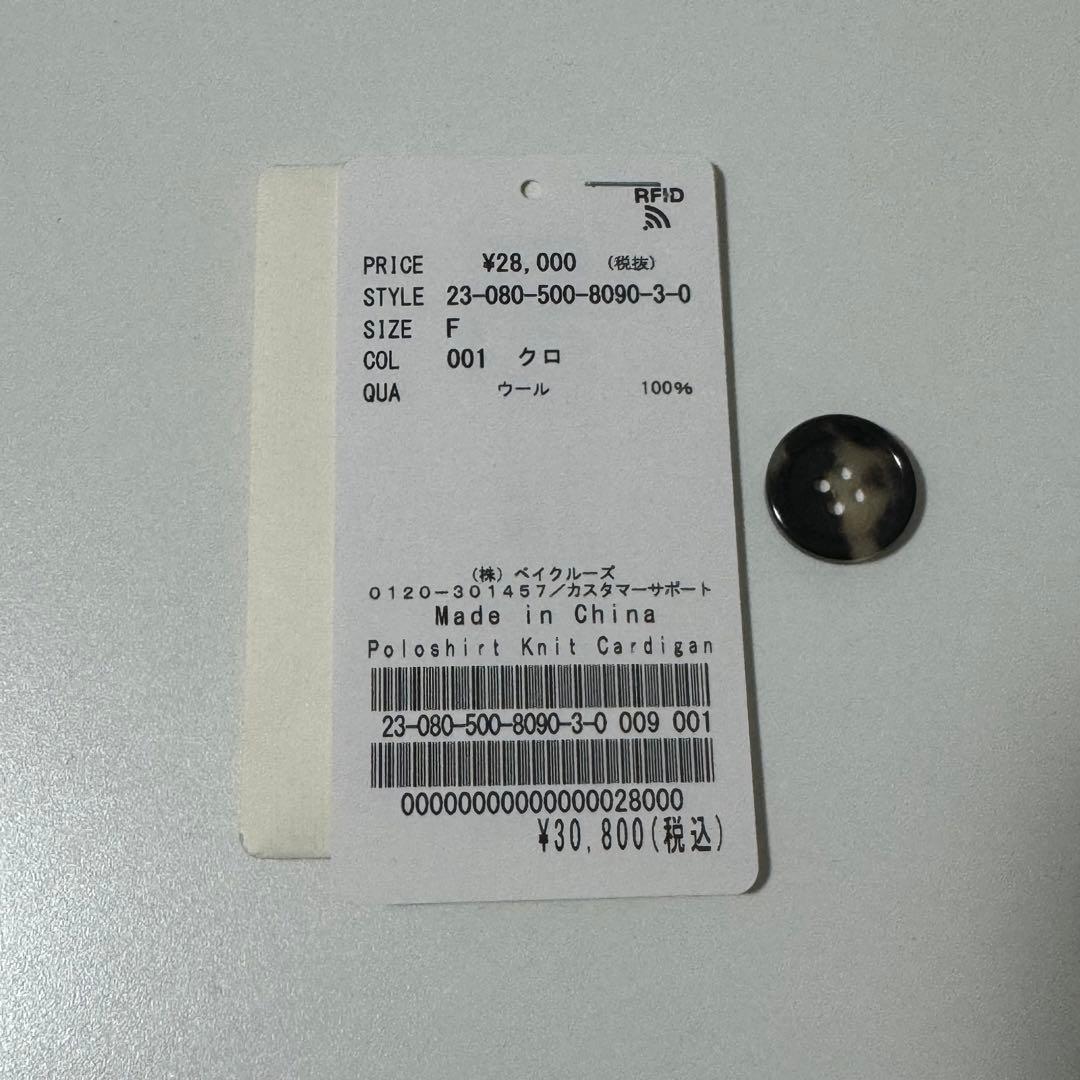 RFID
PRICE ¥28,000 (税抜)
STYLE 23-080-500-8090-3-0
SIZE F
COL 001 クロ
QUA ウール 100%
(株) ベイクルーズ
0120-301457/カスタマーサポート
Made in China
Poloshirt Knit Cardigan
23-080-500-8090-3-0 009 001
00000000000000028000
¥30,800(税込)